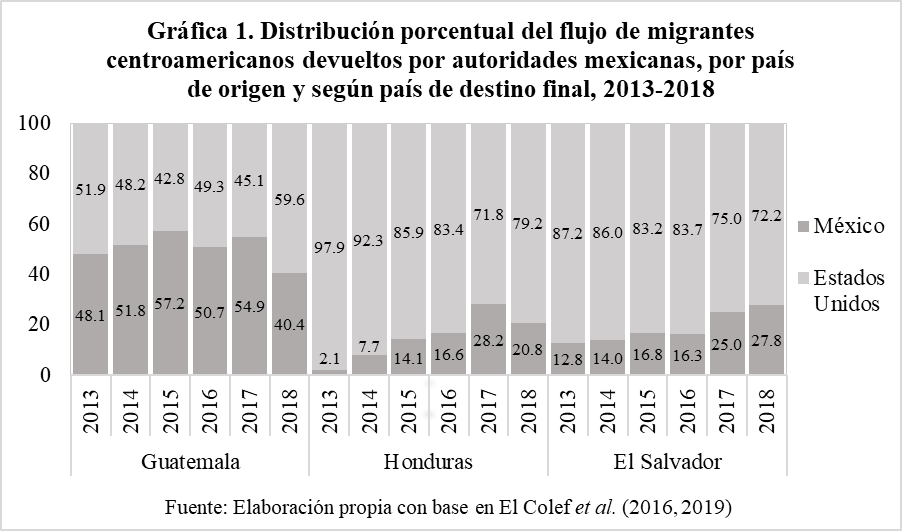 Gráfica 1. Distribución porcentual del flujo de migrantes
centroamericanos devueltos por autoridades mexicanas, por país
de origen y según país de destino final, 2013-2018
100
80
60
40
20
0
51.9 48.2 42.8 49.3 45.1 59.6 97.9 92.3 85.9 83.4 71.8 79.2 87.2 86.0 83.2 83.7 75.0 72.2
48.1 51.8 57.2 50.7 54.9 40.4 2.1 7.7 14.1 16.6 28.2 20.8 12.8 14.0 16.8 16.3 25.0 27.8
México
Estados
Unidos
2013 2014 2015 2016 2017 2018 2013 2014 2015 2016 2017 2018 2013 2014 2015 2016 2017 2018
Guatemala Honduras El Salvador
Fuente: Elaboración propia con base en El Colef et al. (2016, 2019)